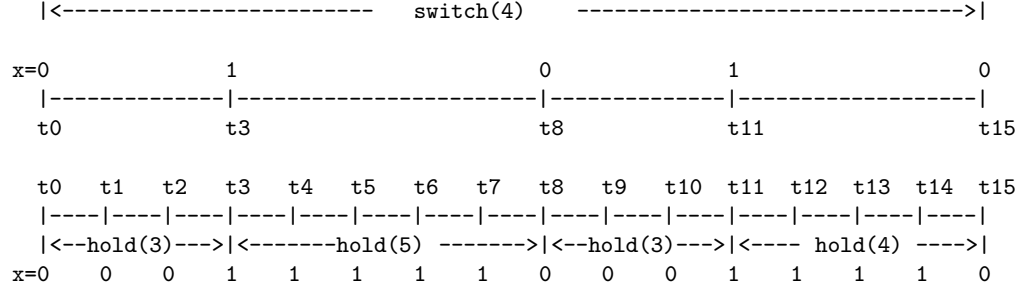 |<------------------------ switch(4) ------------------------------>|
x=0 1 0 1 0
|--------------|------------------------|--------------|-------------------|
t0 t3 t8 t11 t15
t0 t1 t2 t3 t4 t5 t6 t7 t8 t9 t10 t11 t12 t13 t14 t15
|----|----|----|----|----|----|----|----|----|----|----|----|----|----|----|
|<--hold(3)--->|<-------hold(5) ------->|<--hold(3)--->|<---- hold(4) ---->|
x=0 0 0 1 1 1 1 1 0 0 0 1 1 1 1 0